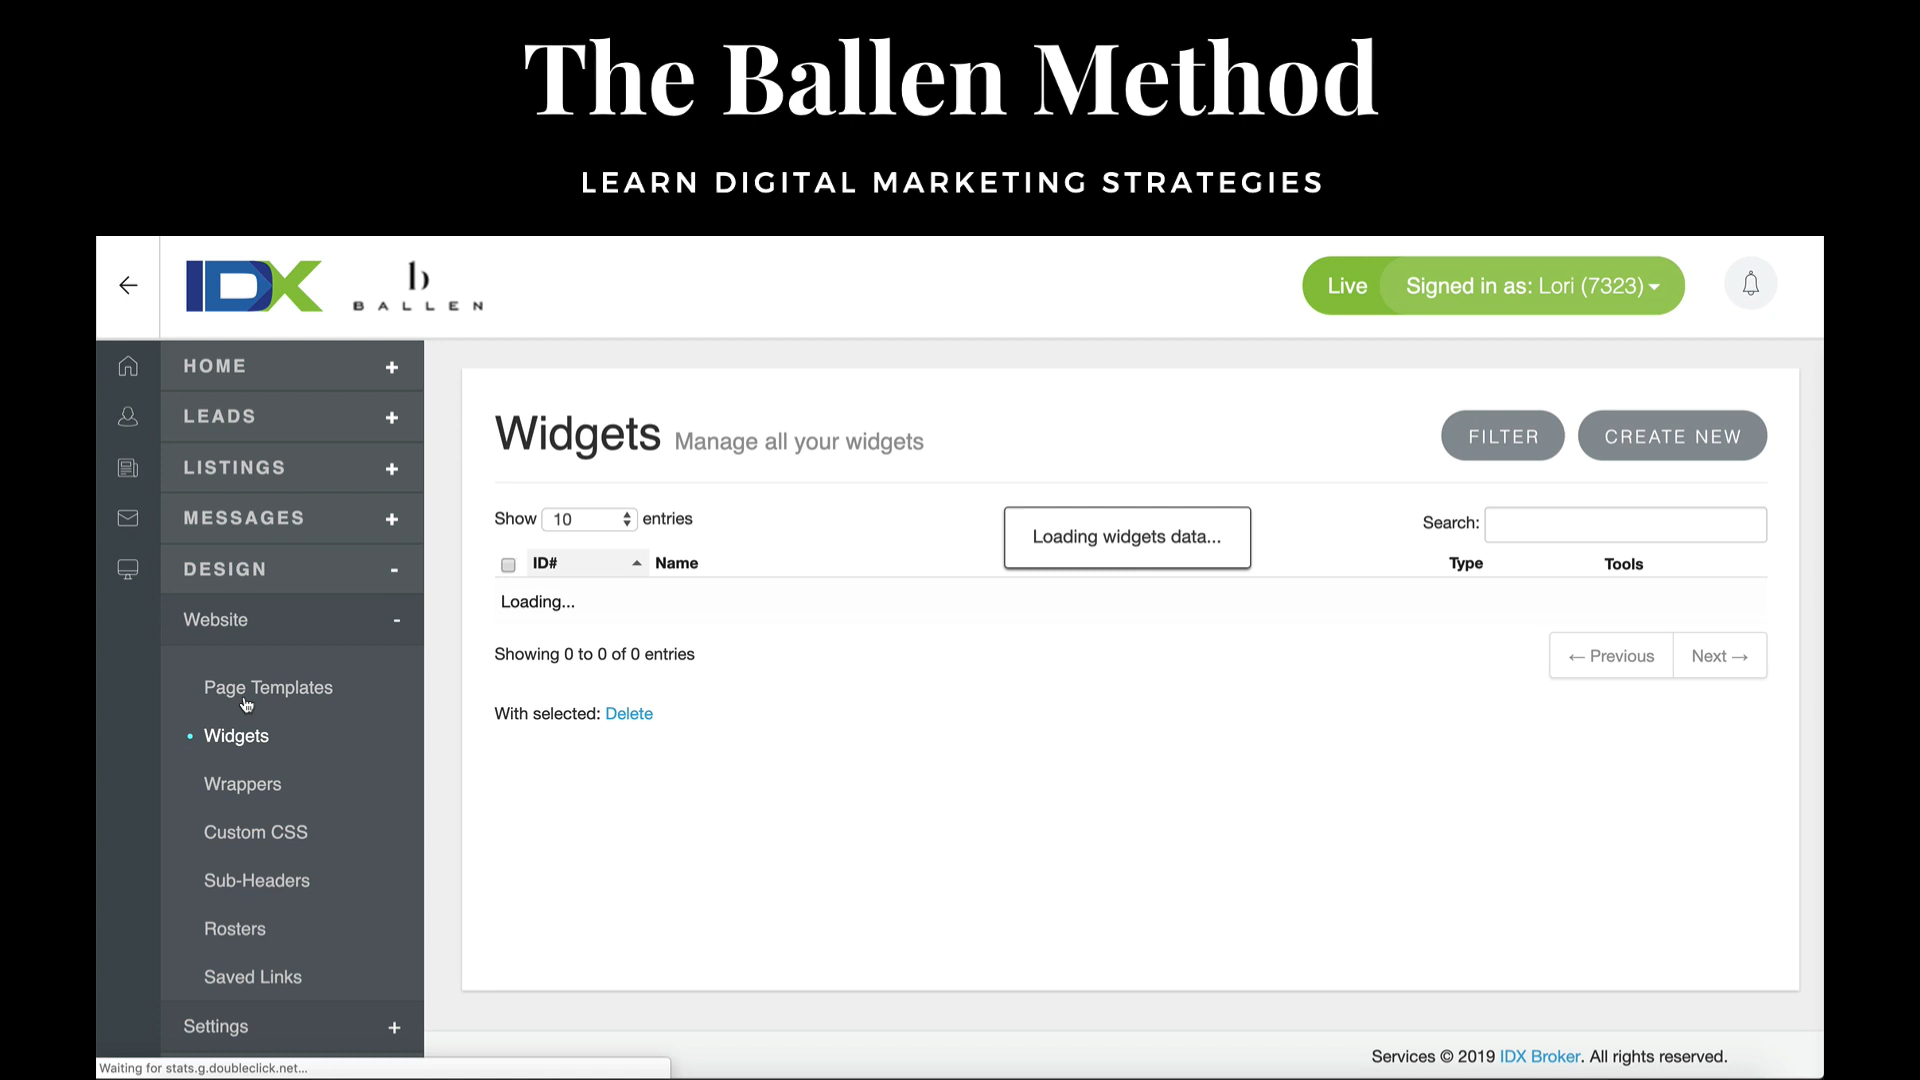 The Ballen Method
LEARN DIGITAL MARKETING STRATEGIES
IDX
b
BALLEN
Live
Signed in as: Lori (7323)
HOME +
LEADS +
LISTINGS +
MESSAGES +
DESIGN -
Website -
Page Templates
• Widgets
Wrappers
Custom CSS
Sub-Headers
Rosters
Saved Links
Settings +
Widgets Manage all your widgets
FILTER
CREATE NEW
Show 10 entries
Loading widgets data...
Search:
ID# Name Type Tools
Loading...
Showing 0 to 0 of 0 entries
← Previous Next →
With selected: Delete
Services © 2019 IDX Broker. All rights reserved.
Waiting for stats.g.doubleclick.net...